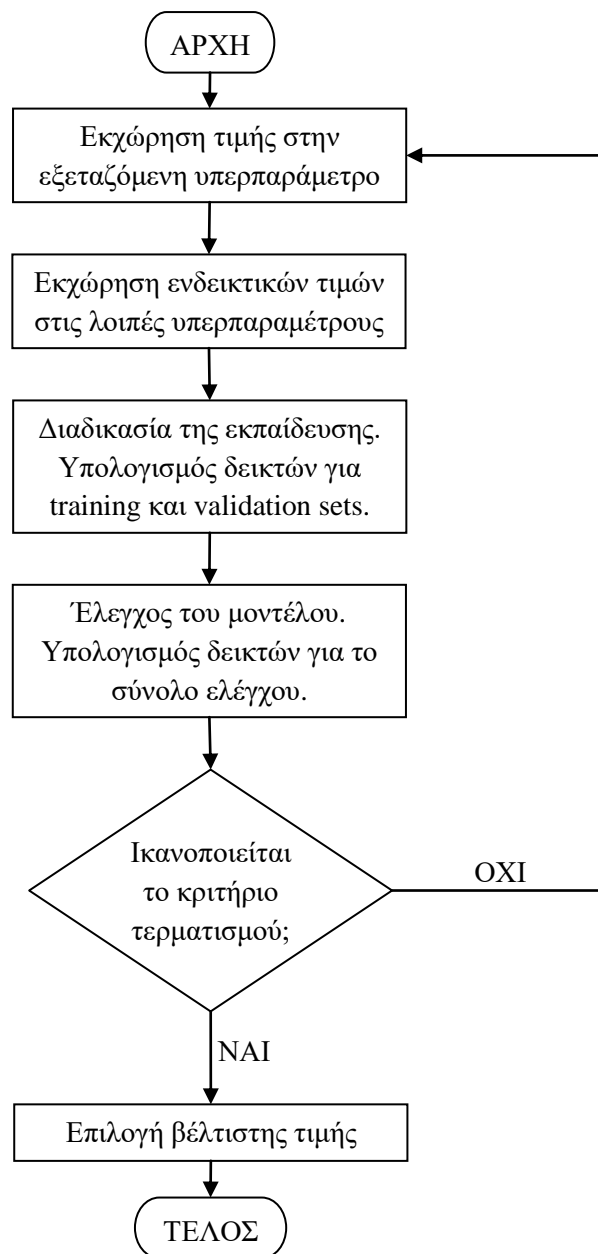 ΑΡΧΗ
Εκχώρηση τιμής στην
εξεταζόμενη υπερπαράμετρο
Εκχώρηση ενδεικτικών τιμών
στις λοιπές υπερπαραμέτρους
Διαδικασία της εκπαίδευσης.
Υπολογισμός δεικτών για
training και validation sets.
Έλεγχος του μοντέλου.
Υπολογισμός δεικτών για το
σύνολο ελέγχου.
Ικανοποιείται
το κριτήριο
τερματισμού;
ΟΧΙ
ΝΑΙ
Επιλογή βέλτιστης τιμής
ΤΕΛΟΣ